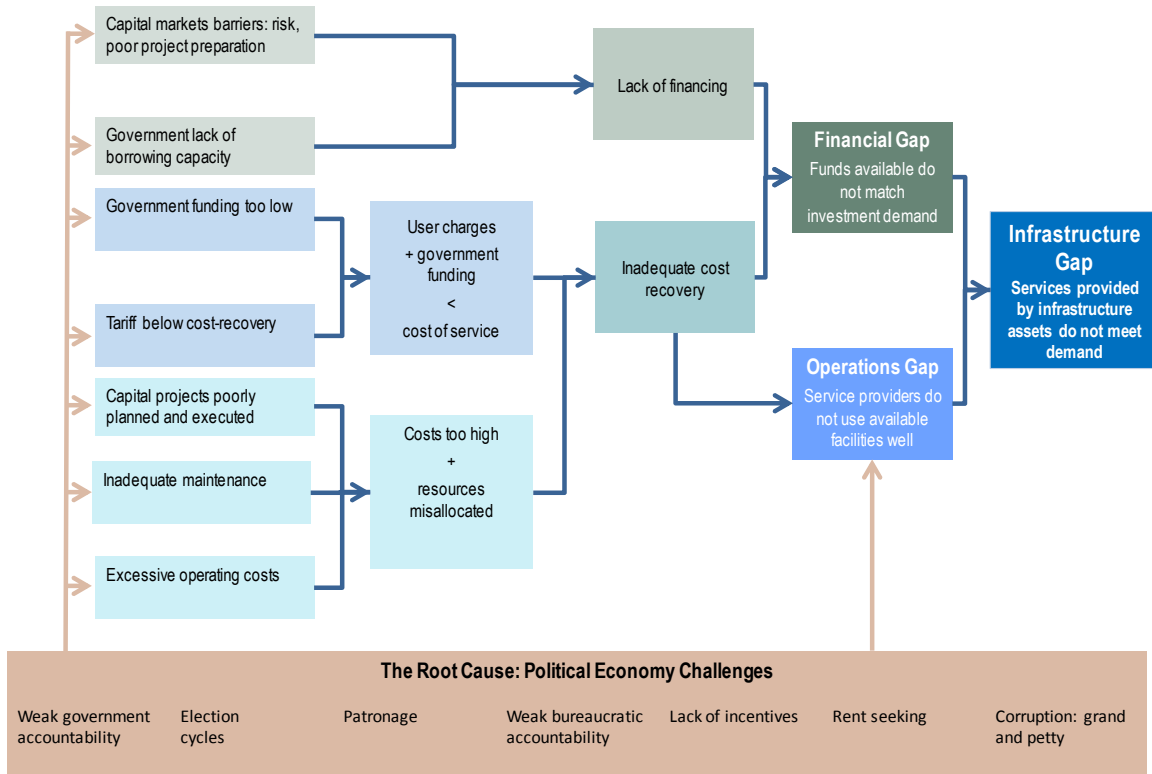 Capital markets barriers: risk,
poor project preparation
Government lack of
borrowing capacity
Government funding too low
Tariff below cost-recovery
Capital projects poorly
planned and executed
Inadequate maintenance
Excessive operating costs
User charges
+ government
funding
<
cost of service
Costs too high
+
resources
misallocated
Lack of financing
Inadequate cost
recovery
Financial Gap
Funds available do
not match
investment demand
Operations Gap
Service providers do
not use available
facilities well
Infrastructure
Gap
Services provided
by infrastructure
assets do not meet
demand
The Root Cause: Political Economy Challenges
Weak government
accountability
Election
cycles
Patronage
Weak bureaucratic
accountability
Lack of incentives
Rent seeking
Corruption: grand
and petty